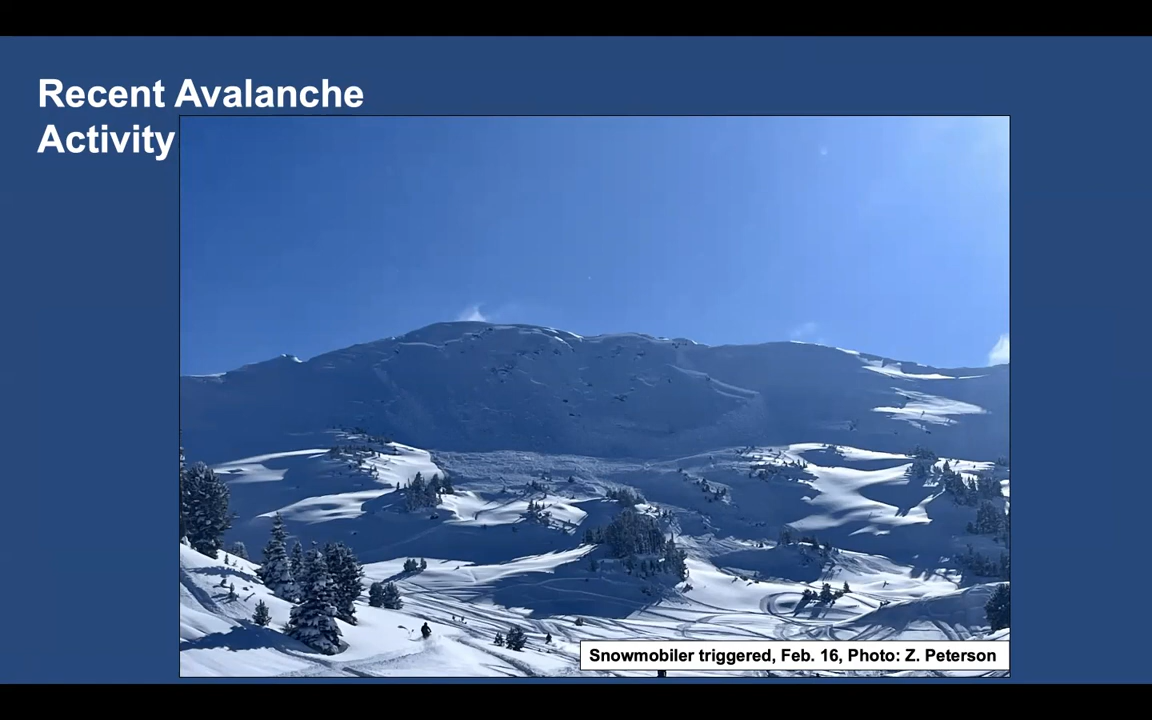 Recent Avalanche
Activity
Snowmobiler triggered, Feb. 16, Photo: Z. Peterson